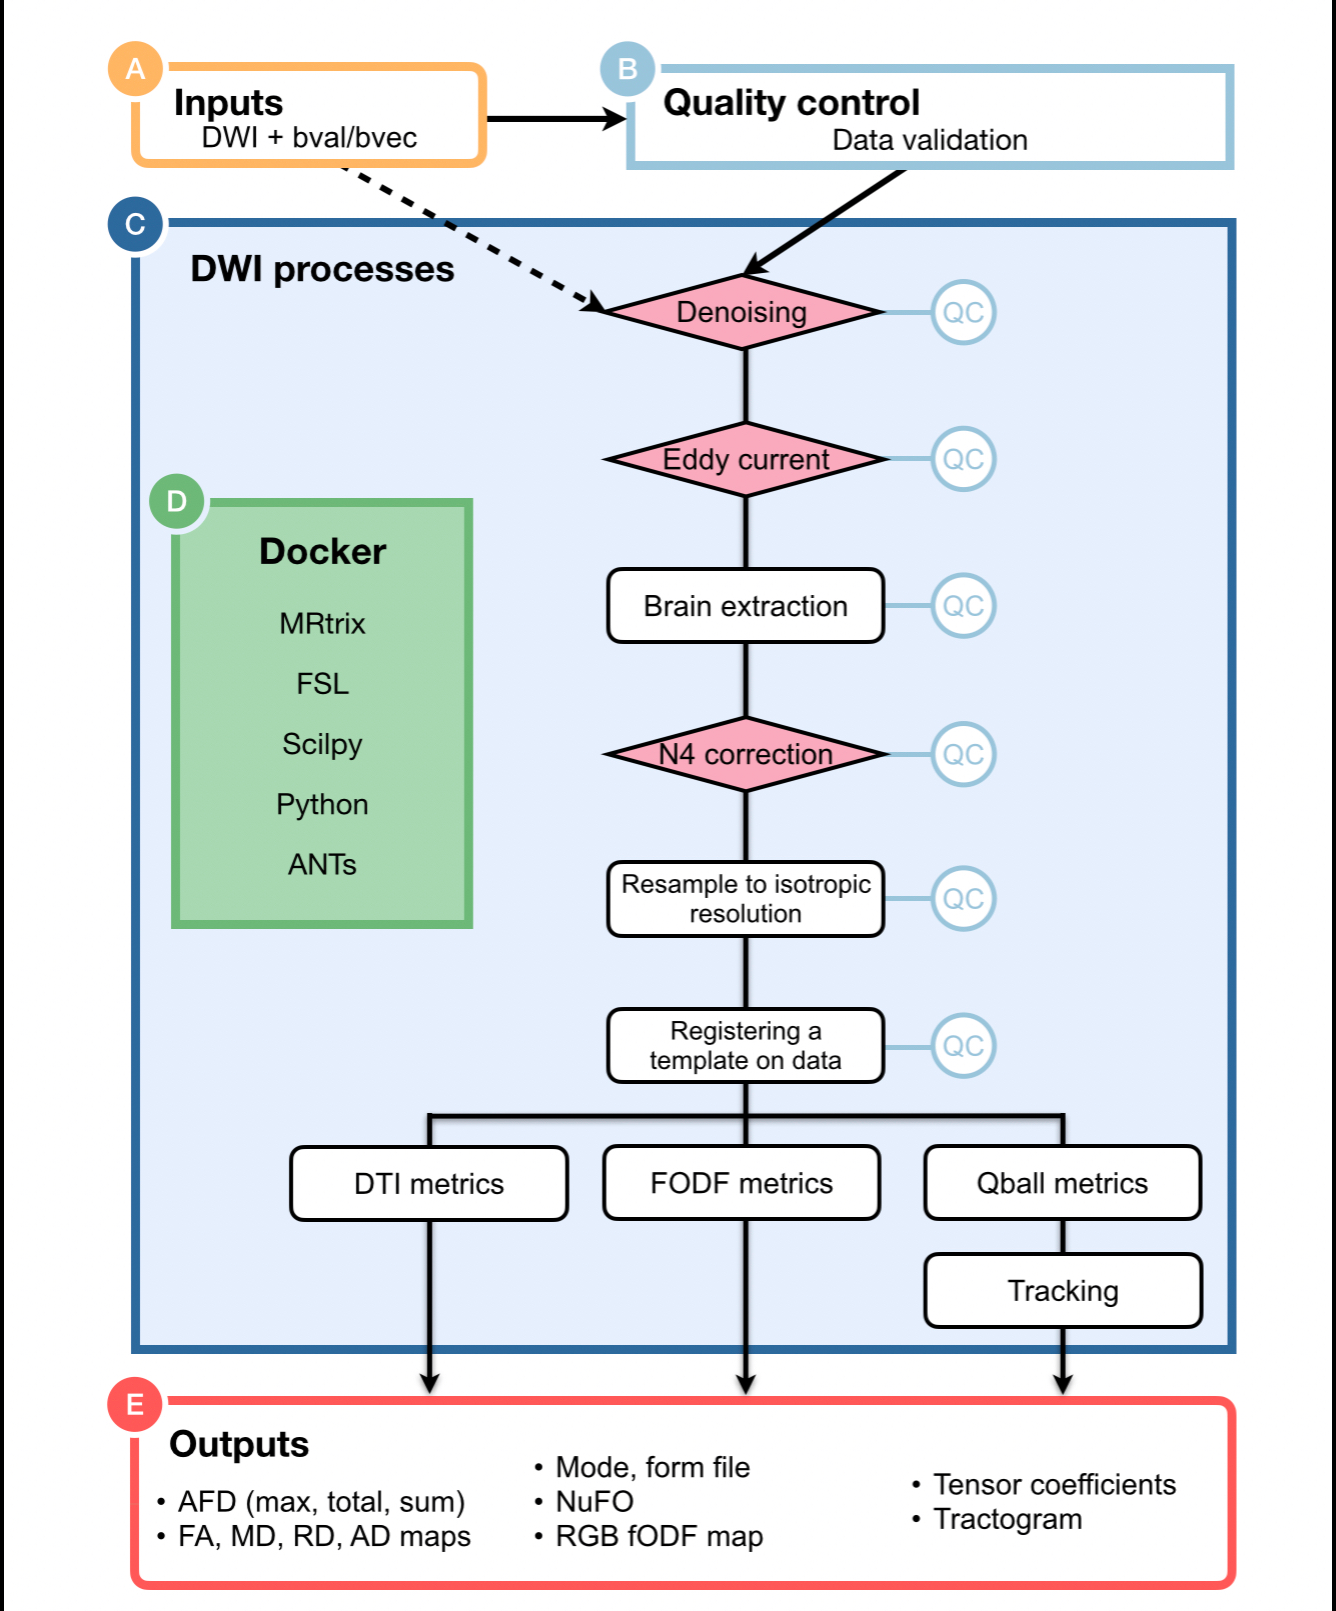 A
Inputs
DWI + bval/bvec
B
Quality control
Data validation
C
DWI processes
Denoising
QC
Eddy current
QC
D
Docker
MRtrix
FSL
Scilpy
Python
ANTs
Brain extraction
QC
N4 correction
QC
Resample to isotropic
resolution
QC
Registering a
template on data
QC
DTI metrics
FODF metrics
Qball metrics
Tracking
E
Outputs
• AFD (max, total, sum)
• FA, MD, RD, AD maps
• Mode, form file
• NuFO
• RGB fODF map
• Tensor coefficients
• Tractogram